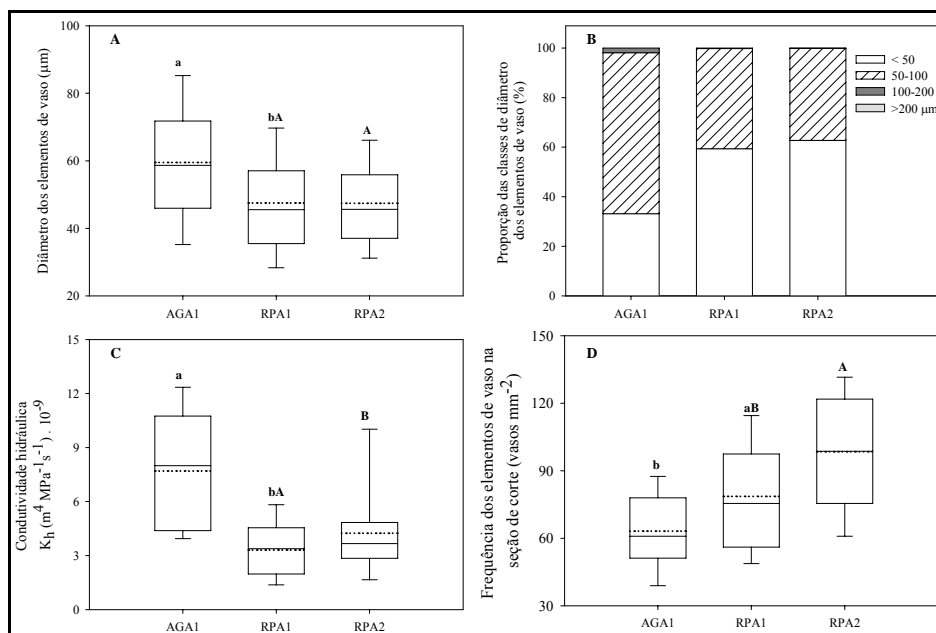 A
Diâmetro dos elementos de vaso (µm)
100
80
60
40
20
a
bA
A
AGA1
RPA1
RPA2
B
Proporção das classes de diâmetro
dos elementos de vaso (%)
100
80
60
40
20
0
< 50
50-100
100-200
>200 µm
AGA1
RPA1
RPA2
C
Condutividade hidráulica
K_h (m^4 MPa^-1 s^-1) . 10^-9
15
12
9
6
3
0
a
bA
B
AGA1
RPA1
RPA2
D
Frequência dos elementos de vaso na
seção de corte (vasos mm^-2)
150
120
90
60
30
b
aB
A
AGA1
RPA1
RPA2